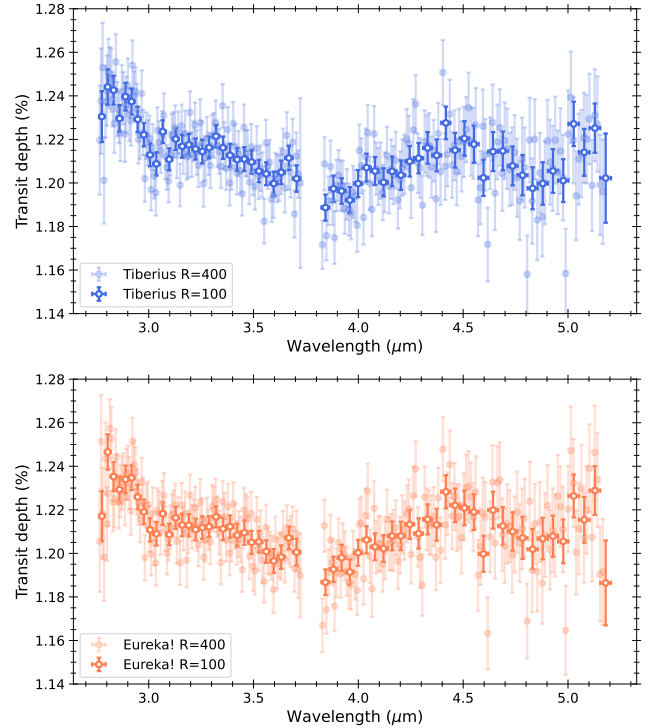 1.28
1.26
1.24
1.22
1.20
1.18
1.16
1.14
Transit depth (%)
Tiberius R=400
Tiberius R=100
3.0 3.5 4.0 4.5 5.0
Wavelength (μm)
1.28
1.26
1.24
1.22
1.20
1.18
1.16
1.14
Transit depth (%)
Eureka! R=400
Eureka! R=100
3.0 3.5 4.0 4.5 5.0
Wavelength (μm)